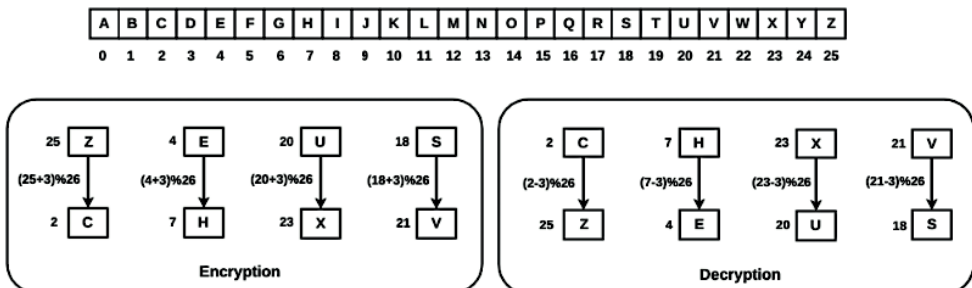 A B C D E F G H I J K L M N O P Q R S T U V W X Y Z
0 1 2 3 4 5 6 7 8 9 10 11 12 13 14 15 16 17 18 19 20 21 22 23 24 25
25 Z 4 E 20 U 18 S
(25+3)%26 (4+3)%26 (20+3)%26 (18+3)%26
2 C 7 H 23 X 21 V
Encryption
2 C 7 H 23 X 21 V
(2-3)%26 (7-3)%26 (23-3)%26 (21-3)%26
25 Z 4 E 20 U 18 S
Decryption